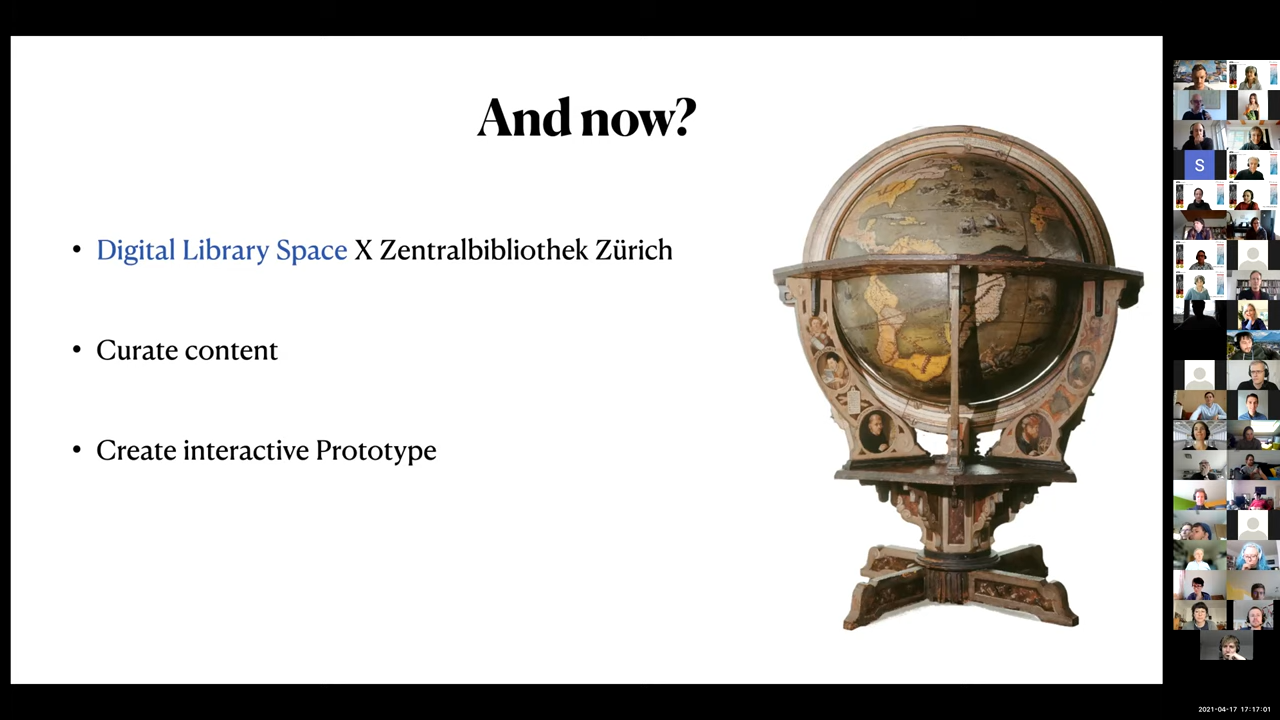 And now?
• Digital Library Space X Zentralbibliothek Zürich
• Curate content
• Create interactive Prototype
S
2021-04-17 17:17:01